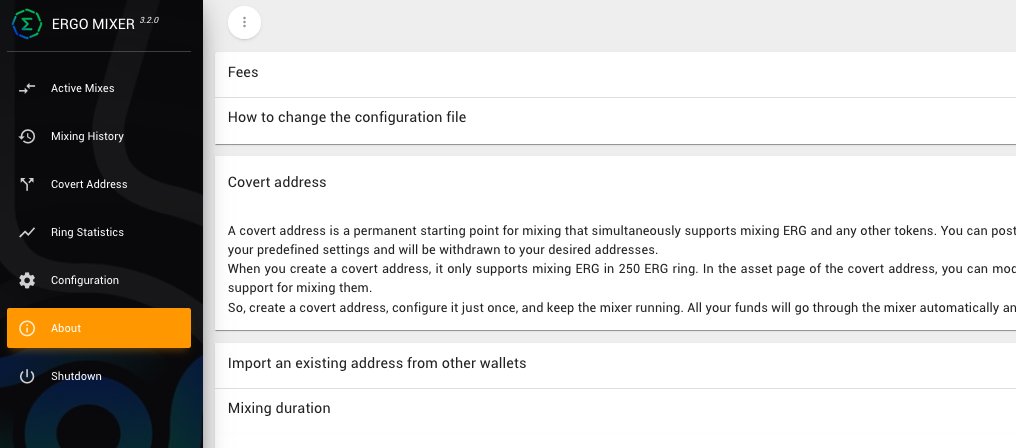 ERGO MIXER 3.2.0
Active Mixes
Mixing History
Covert Address
Ring Statistics
Configuration
About
Shutdown
Fees
How to change the configuration file
Covert address
A covert address is a permanent starting point for mixing that simultaneously supports mixing ERG and any other tokens. You can post
your predefined settings and will be withdrawn to your desired addresses.
When you create a covert address, it only supports mixing ERG in 250 ERG ring. In the asset page of the covert address, you can mod
support for mixing them.
So, create a covert address, configure it just once, and keep the mixer running. All your funds will go through the mixer automatically an
Import an existing address from other wallets
Mixing duration